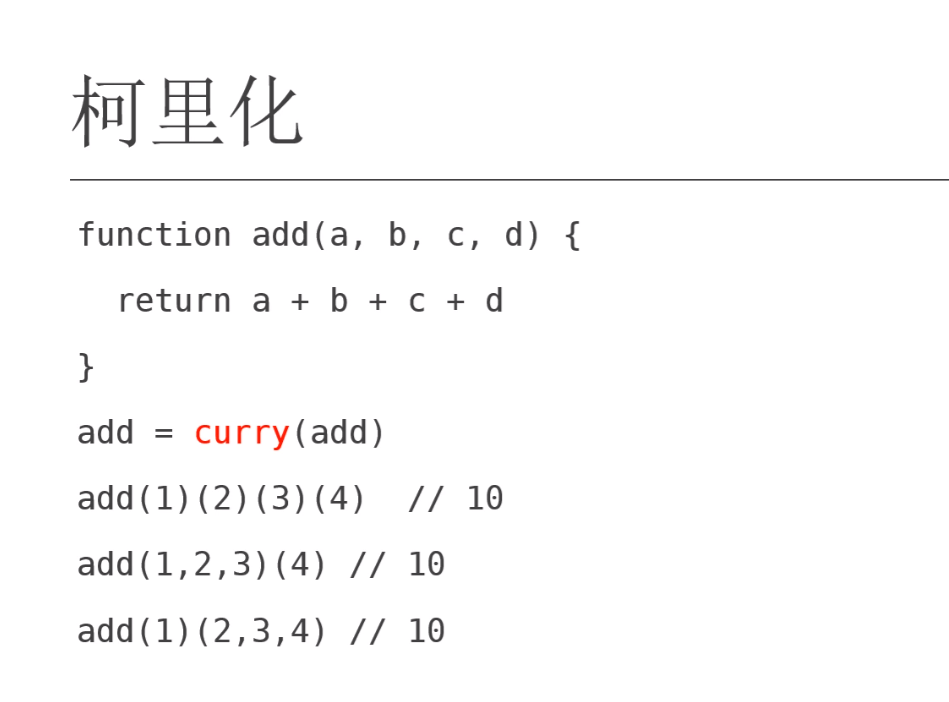 柯里化
function add(a, b, c, d) {
  return a + b + c + d
}
add = curry(add)
add(1)(2)(3)(4)  // 10
add(1,2,3)(4) // 10
add(1)(2,3,4) // 10